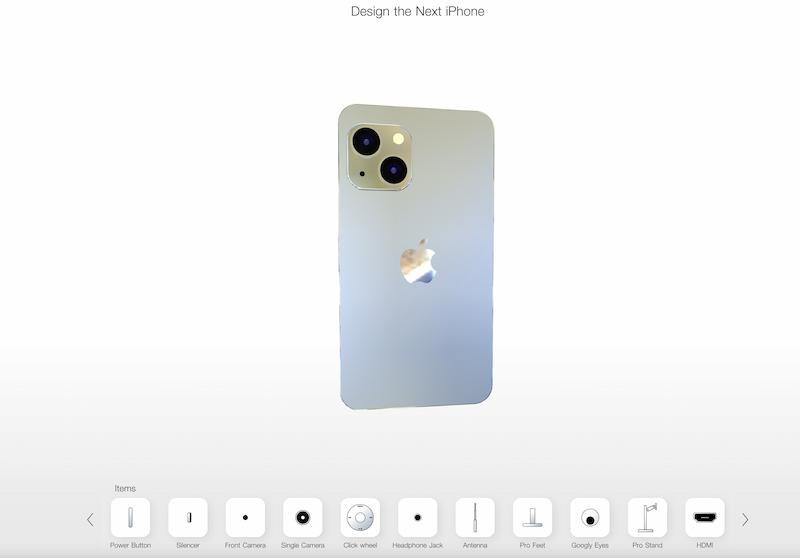 Design the Next iPhone
Items
Power Button
Silencer
Front Camera
Single Camera
Click wheel
Headphone Jack
Antenna
Pro Feet
Googly Eyes
Pro Stand
HDMI